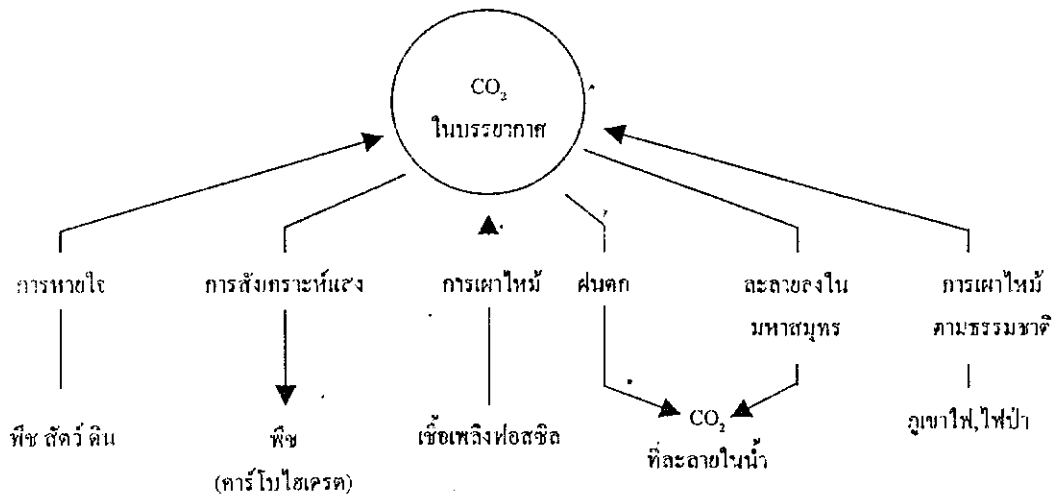 CO₂
ในบรรยากาศ
การหายใจ
การสังเคราะห์แสง
การเผาไหม้
ฝนตก
ละลายลงใน
มหาสมุทร
การเผาไหม้
ตามธรรมชาติ
พืช สัตว์ ดิน
พืช
(คาร์โบไฮเดรต)
เชื้อเพลิงฟอสซิล
CO₂
ที่ละลายในน้ำ
ภูเขาไฟ,ไฟป่า